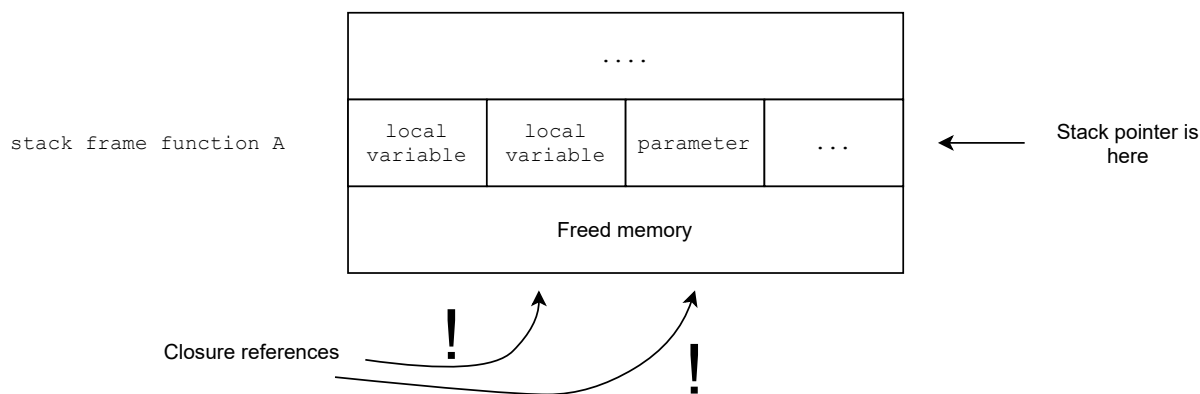 ....
stack frame function A
local
variable
local
variable
parameter
...
Stack pointer is
here
Freed memory
Closure references
!
!